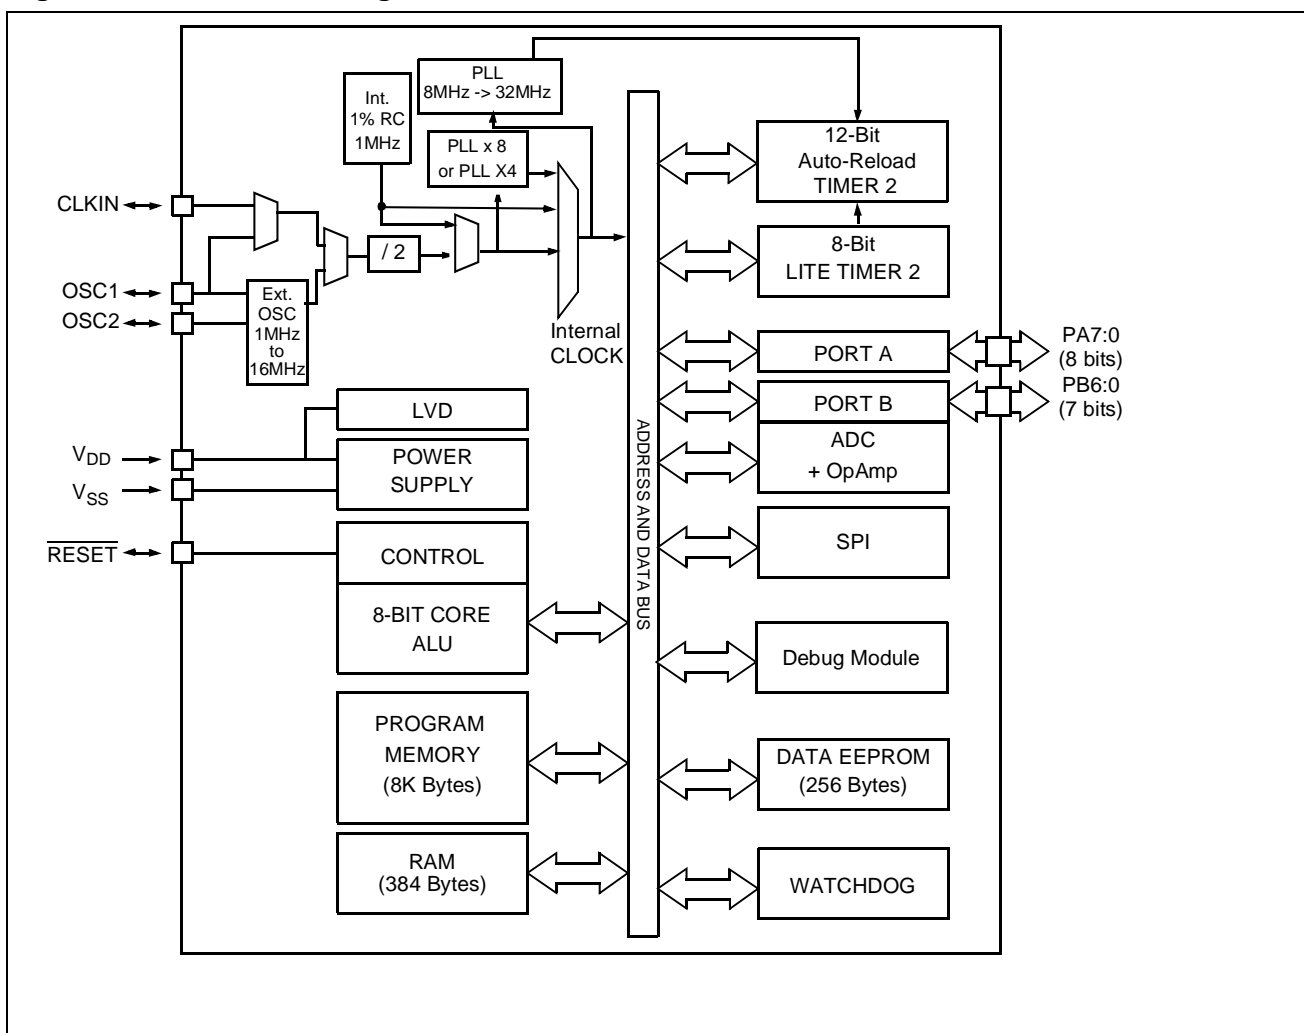 PLL
8MHz -> 32MHz
Int.
1% RC
1MHz
PLL x 8
or PLL X4
12-Bit
Auto-Reload
TIMER 2
CLKIN
/ 2
8-Bit
LITE TIMER 2
OSC1
OSC2
Ext.
OSC
1MHz
to
16MHz
Internal
CLOCK
PORT A
PA7:0
(8 bits)
PORT B
PB6:0
(7 bits)
LVD
ADC
+ OpAmp
VDD
VSS
POWER
SUPPLY
ADDRESS AND DATA BUS
SPI
RESET
CONTROL
8-BIT CORE
ALU
Debug Module
PROGRAM
MEMORY
(8K Bytes)
DATA EEPROM
(256 Bytes)
RAM
(384 Bytes)
WATCHDOG